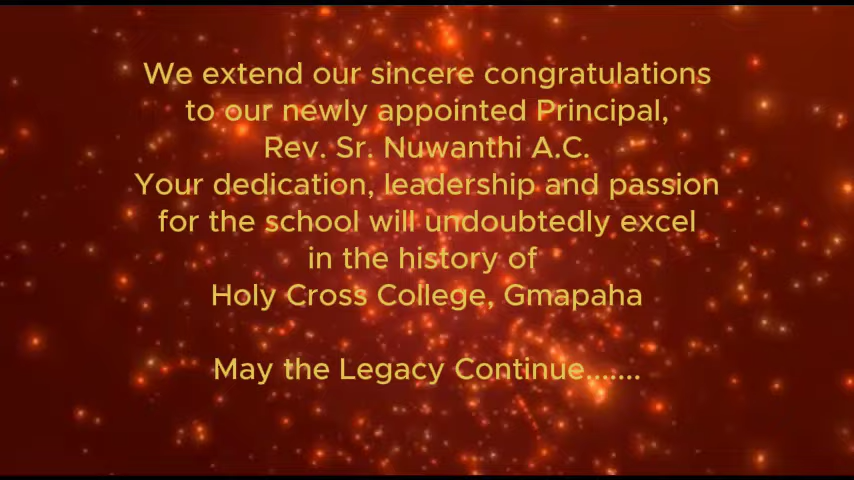 We extend our sincere congratulations
to our newly appointed Principal,
Rev. Sr. Nuwanthi A.C.
Your dedication, leadership and passion
for the school will undoubtedly excel
in the history of
Holy Cross College, Gmapaha
May the Legacy Continue.......